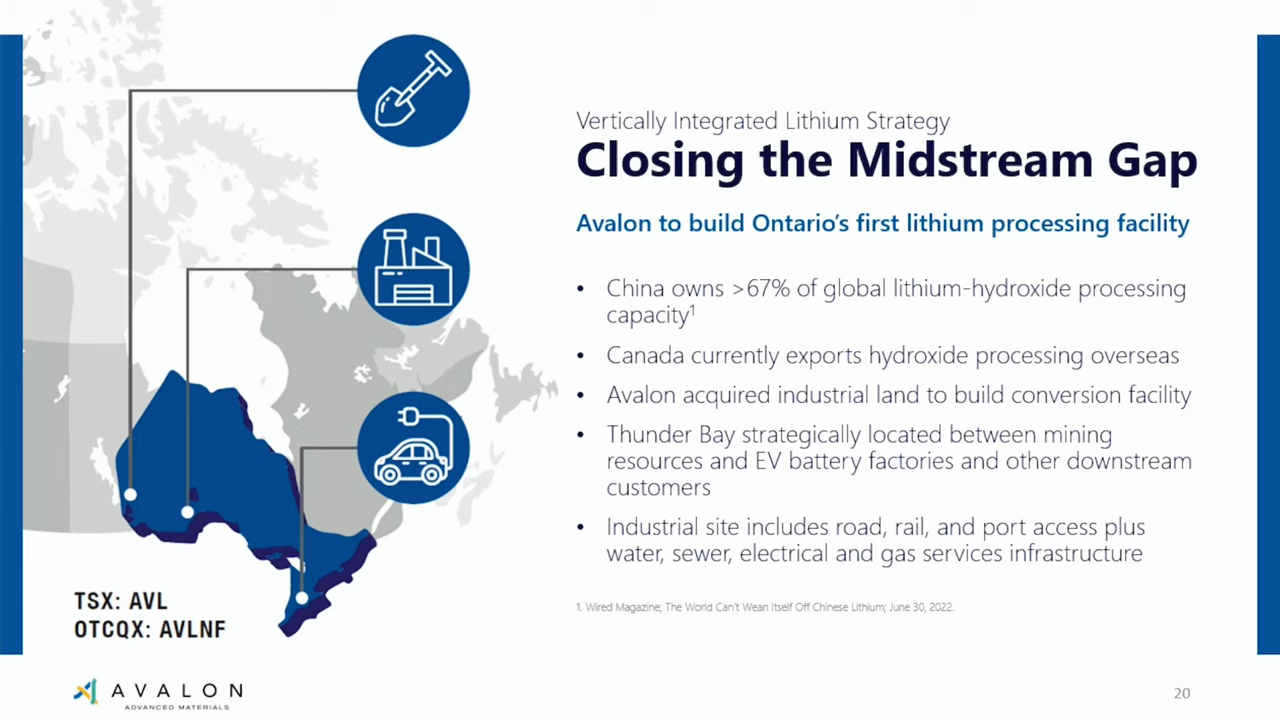 Vertically Integrated Lithium Strategy
Closing the Midstream Gap
Avalon to build Ontario’s first lithium processing facility
• China owns >67% of global lithium-hydroxide processing
capacity¹
• Canada currently exports hydroxide processing overseas
• Avalon acquired industrial land to build conversion facility
• Thunder Bay strategically located between mining
resources and EV battery factories and other downstream
customers
• Industrial site includes road, rail, and port access plus
water, sewer, electrical and gas services infrastructure
1. Wired Magazine; The World Can't Wean Itself Off Chinese Lithium; June 30, 2022.
TSX: AVL
OTCQX: AVLNF
AVALON
ADVANCED MATERIALS
20